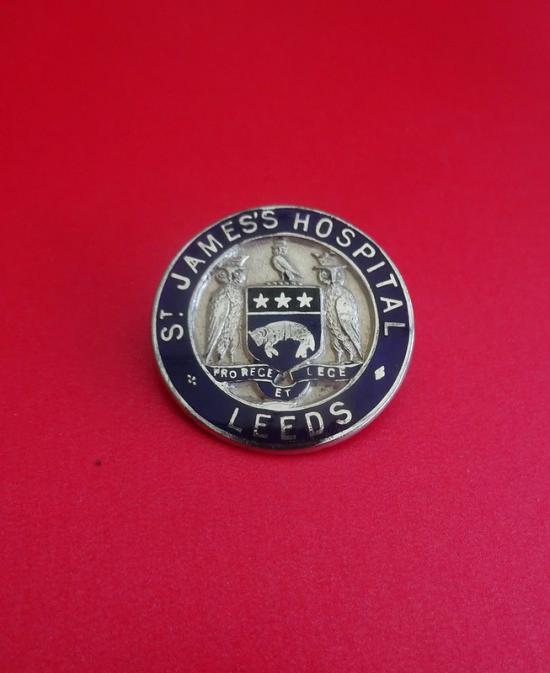 ST JAMES'S HOSPITAL
PRO REGE ET LEGE
LEEDS